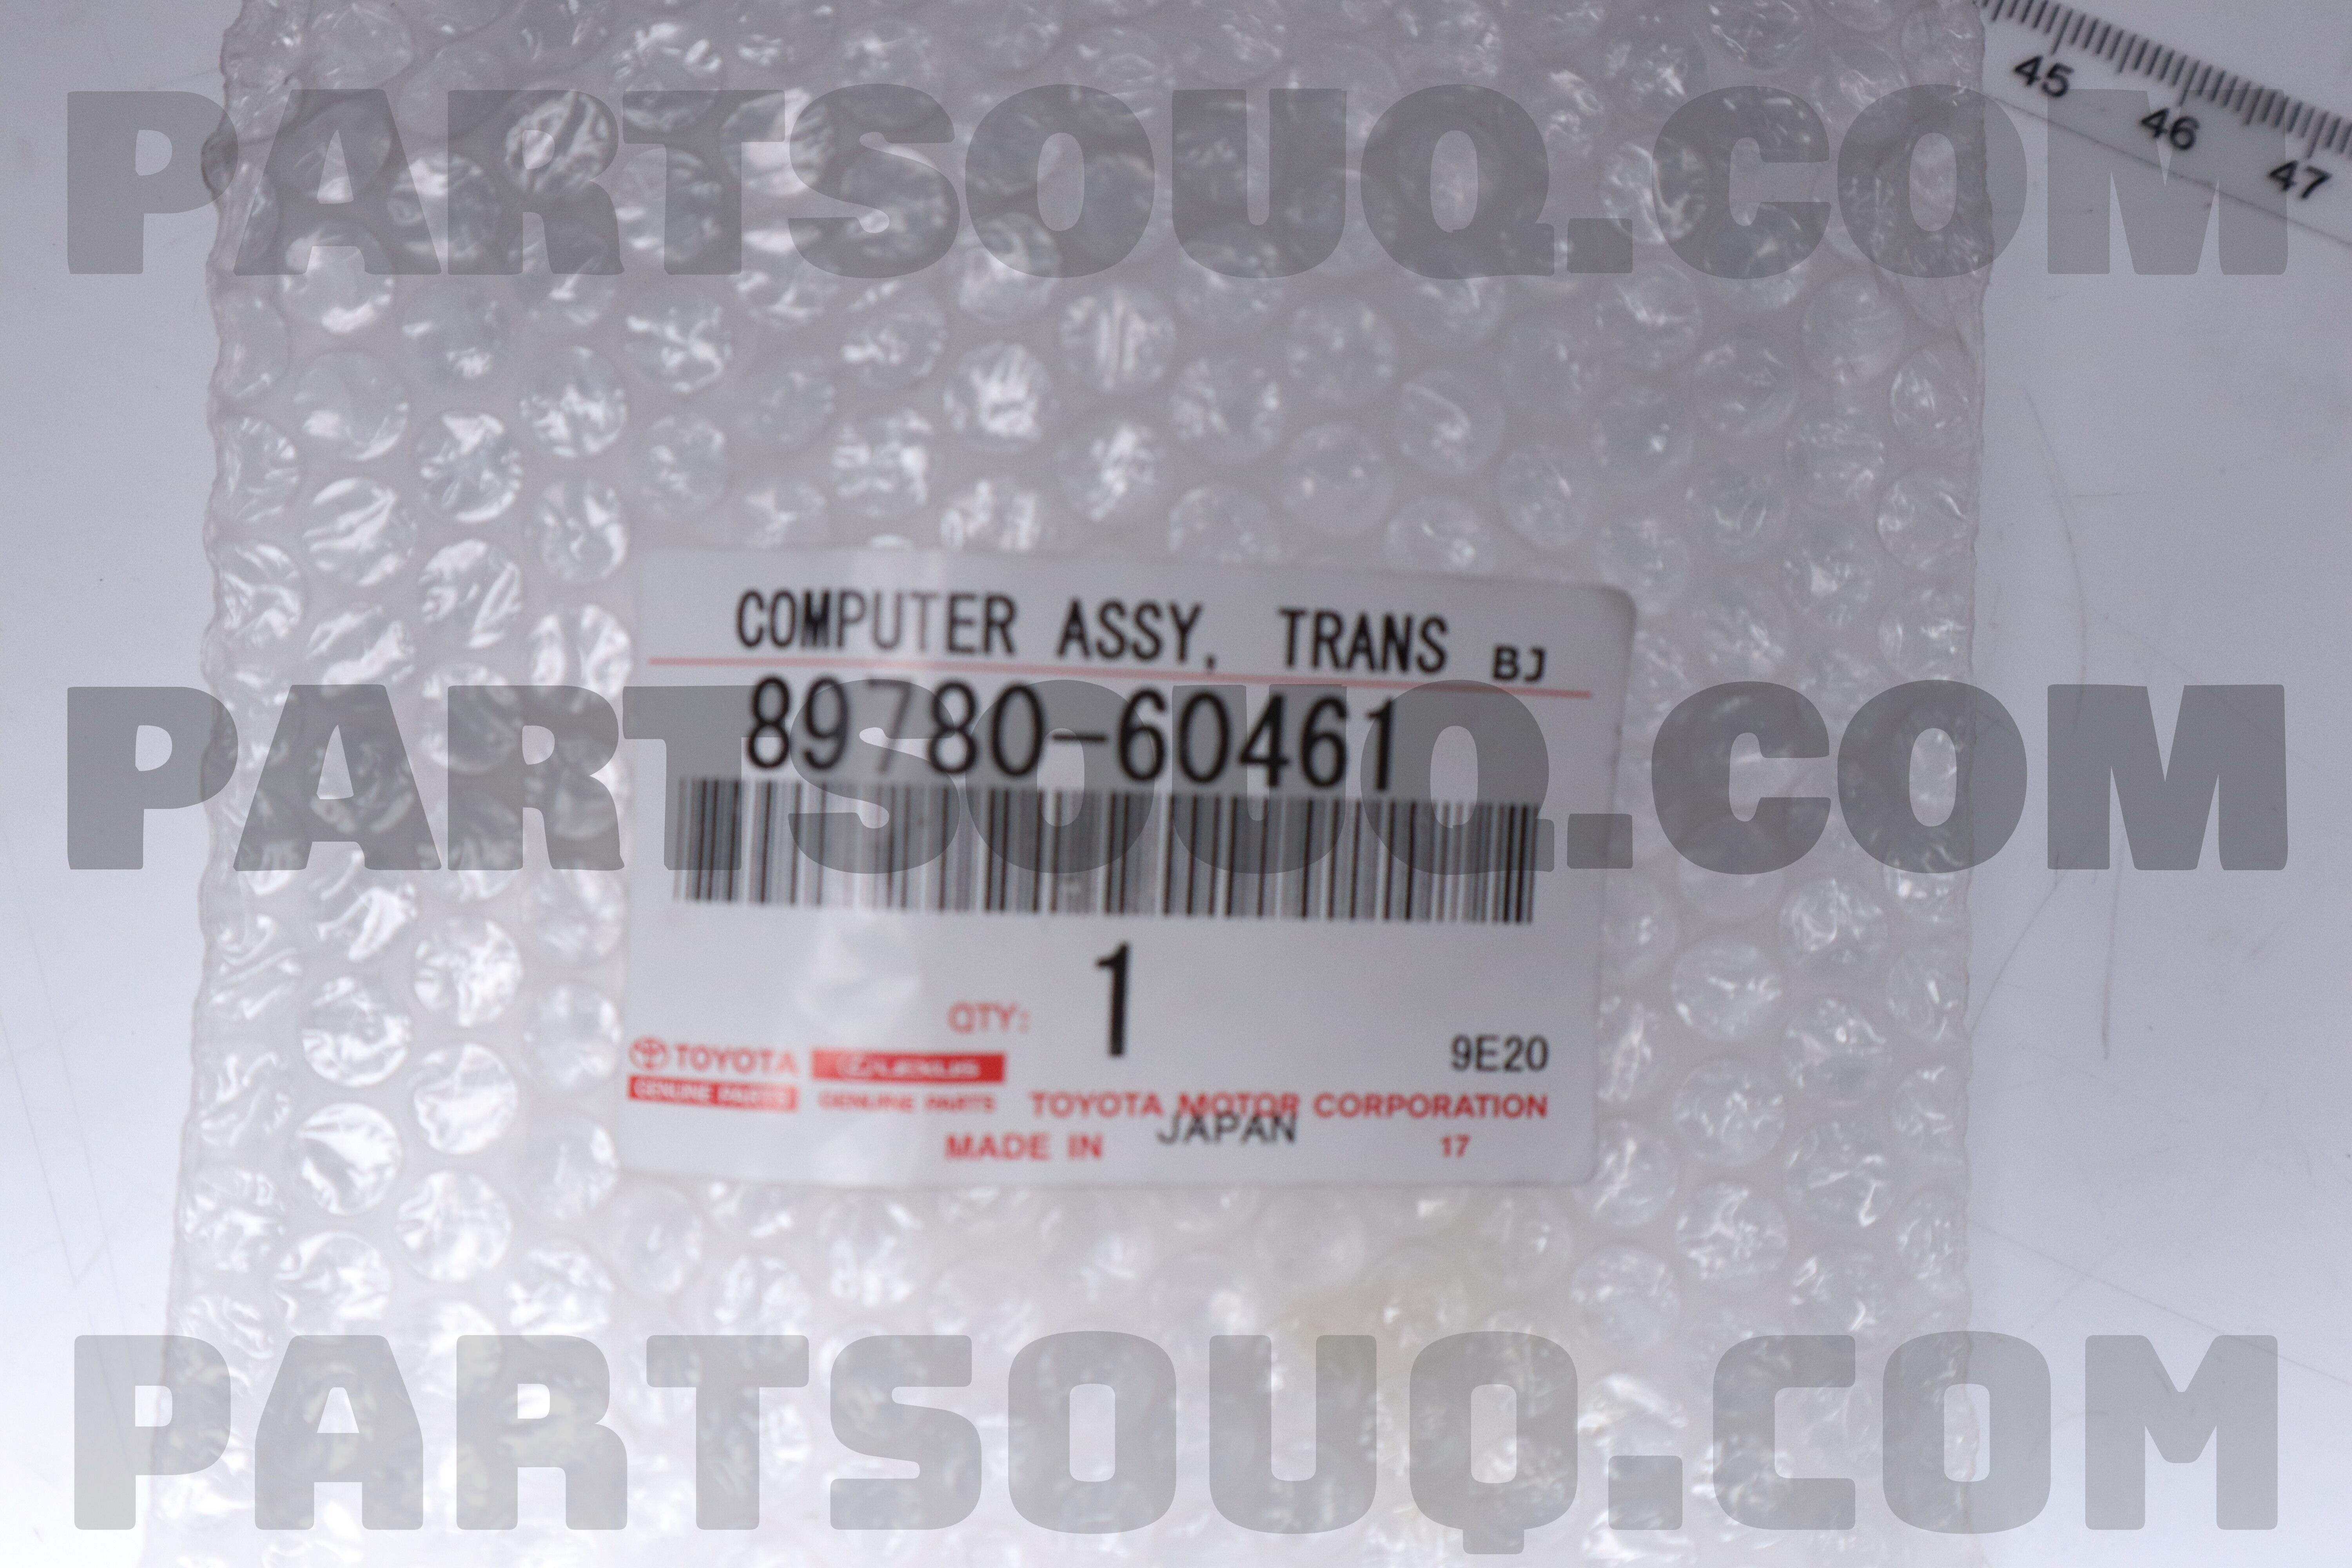 45
46
47
PARTSOUQ.COM
COMPUTER ASSY, TRANS BJ
89780-60461
PARTSOUQ.COM
QTY: 1
9E20
TOYOTA
LEXUS
GENUINE PARTS
GENUINE PARTS
TOYOTA MOTOR CORPORATION
MADE IN JAPAN
17
PARTSOUQ.COM